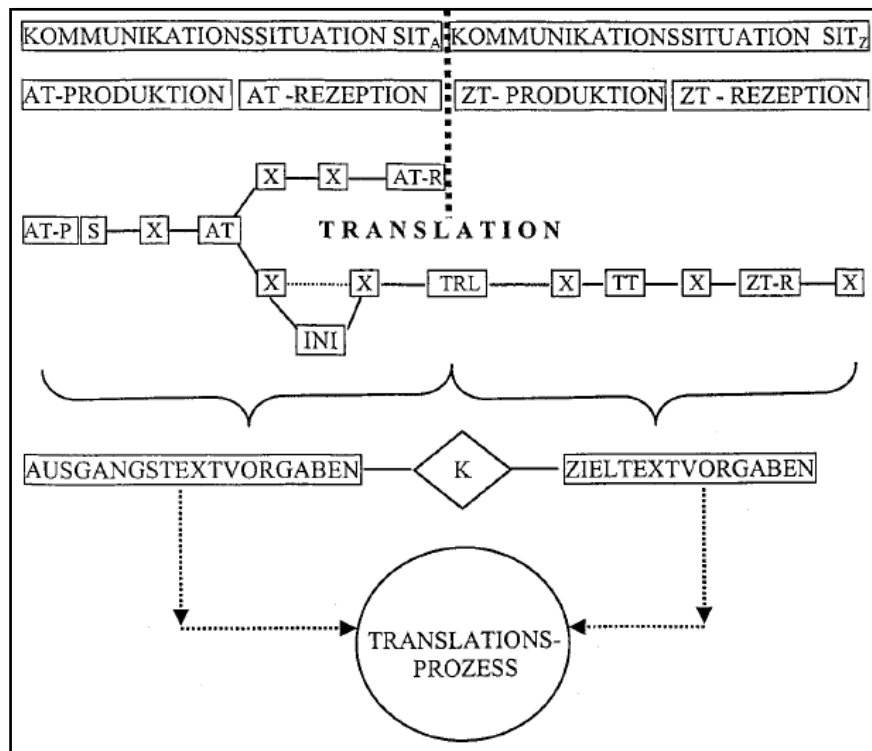 KOMMUNIKATIONSSITUATION SIT_A KOMMUNIKATIONSSITUATION SIT_Z
AT-PRODUKTION AT -REZEPTION ZT- PRODUKTION ZT - REZEPTION
X X AT-R
AT-P S X AT TRANSLATION
X X TRL X TT X ZT-R X
INI
AUSGANGSTEXTVORGABEN K ZIELTEXTVORGABEN
TRANSLATIONS-
PROZESS